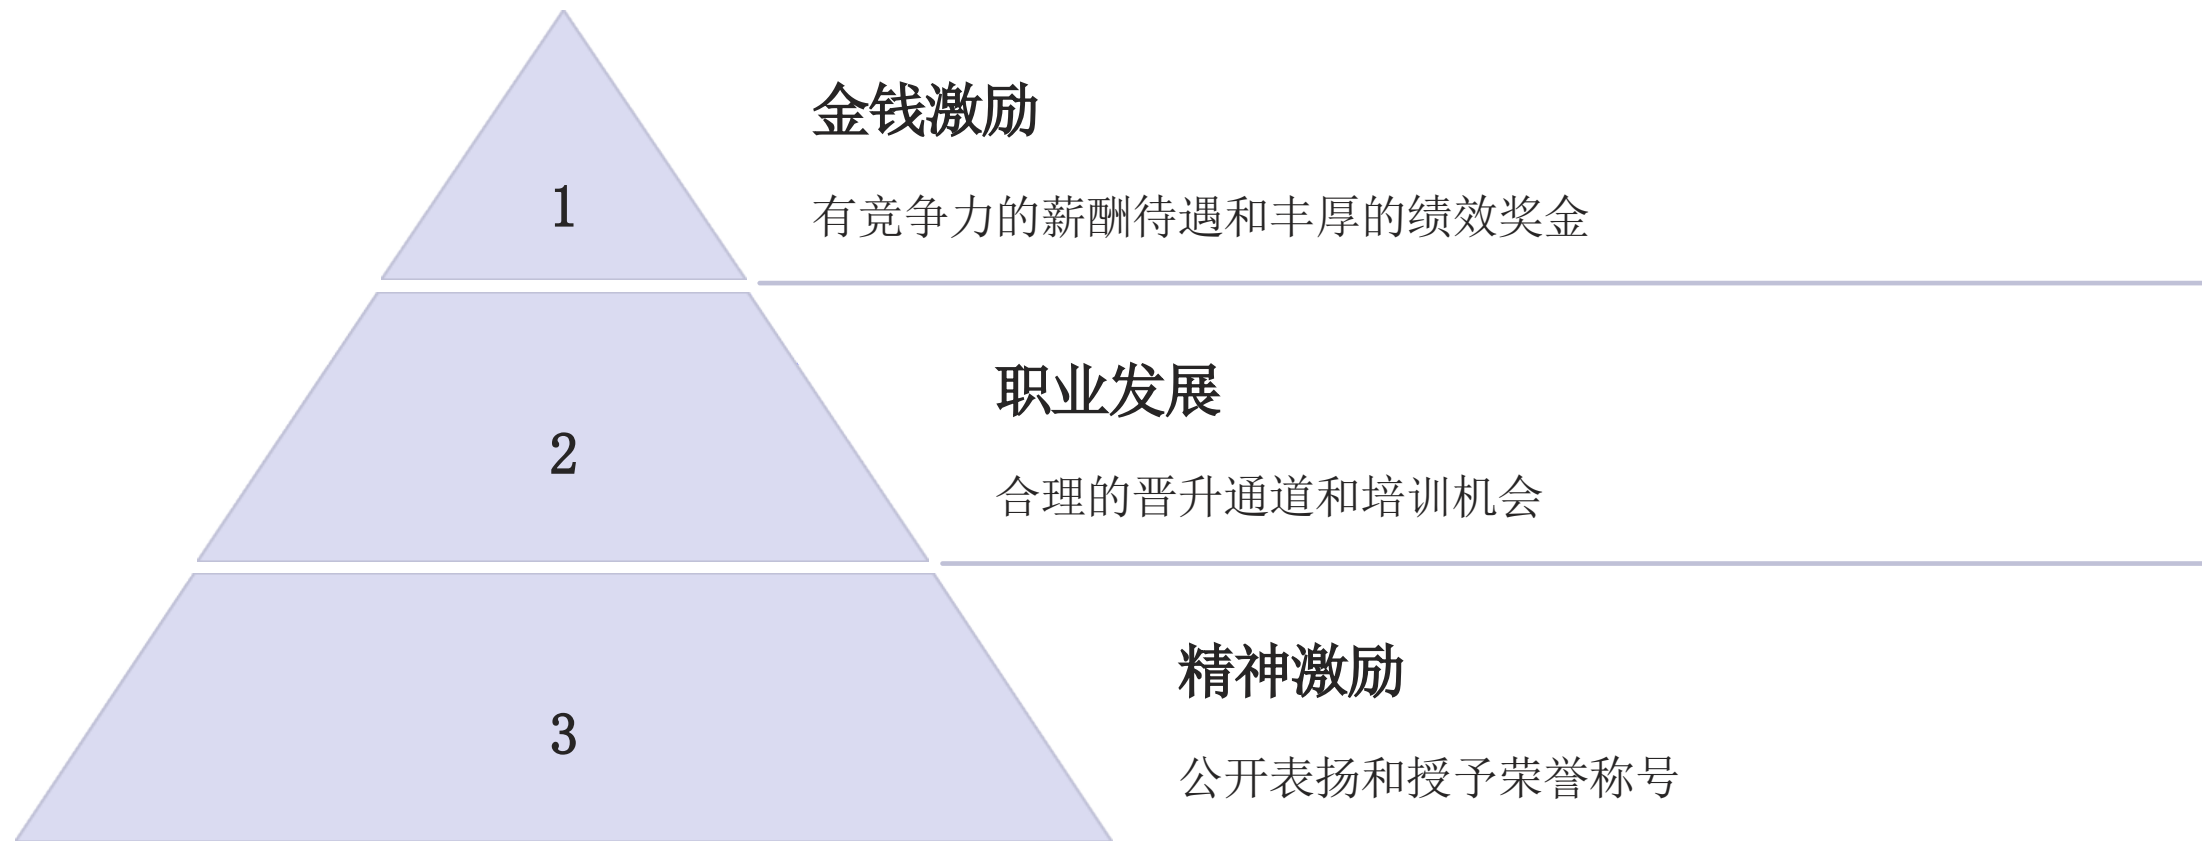 金钱激励
1
有竞争力的薪酬待遇和丰厚的绩效奖金
职业发展
2
合理的晋升通道和培训机会
精神激励
3
公开表扬和授予荣誉称号